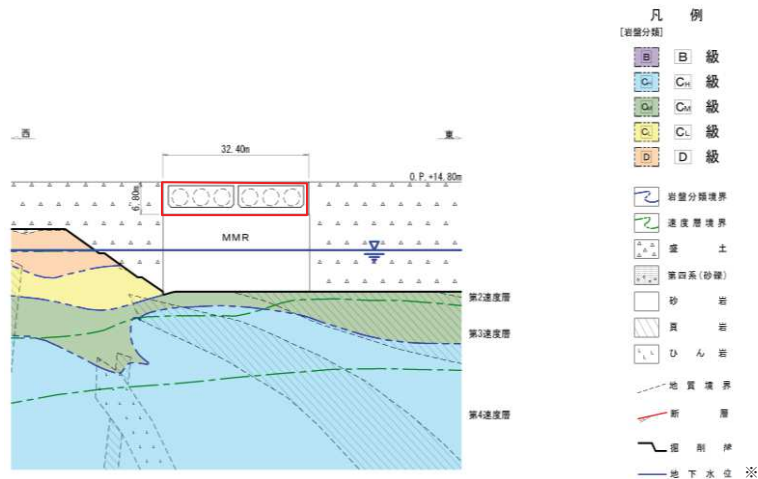 凡 例
[岩盤分類]
B B 級
CH CH 級
CM CM 級
CL CL 級
D D 級
岩盤分類境界
速度層境界
盛土
第四系(砂礫)
砂岩
頁岩
ひん岩
地質境界
断層
掘削線
地下水位 ※
西
東
32.40m
O.P.+14.80m
6.80m
MMR
第2速度層
第3速度層
第4速度層